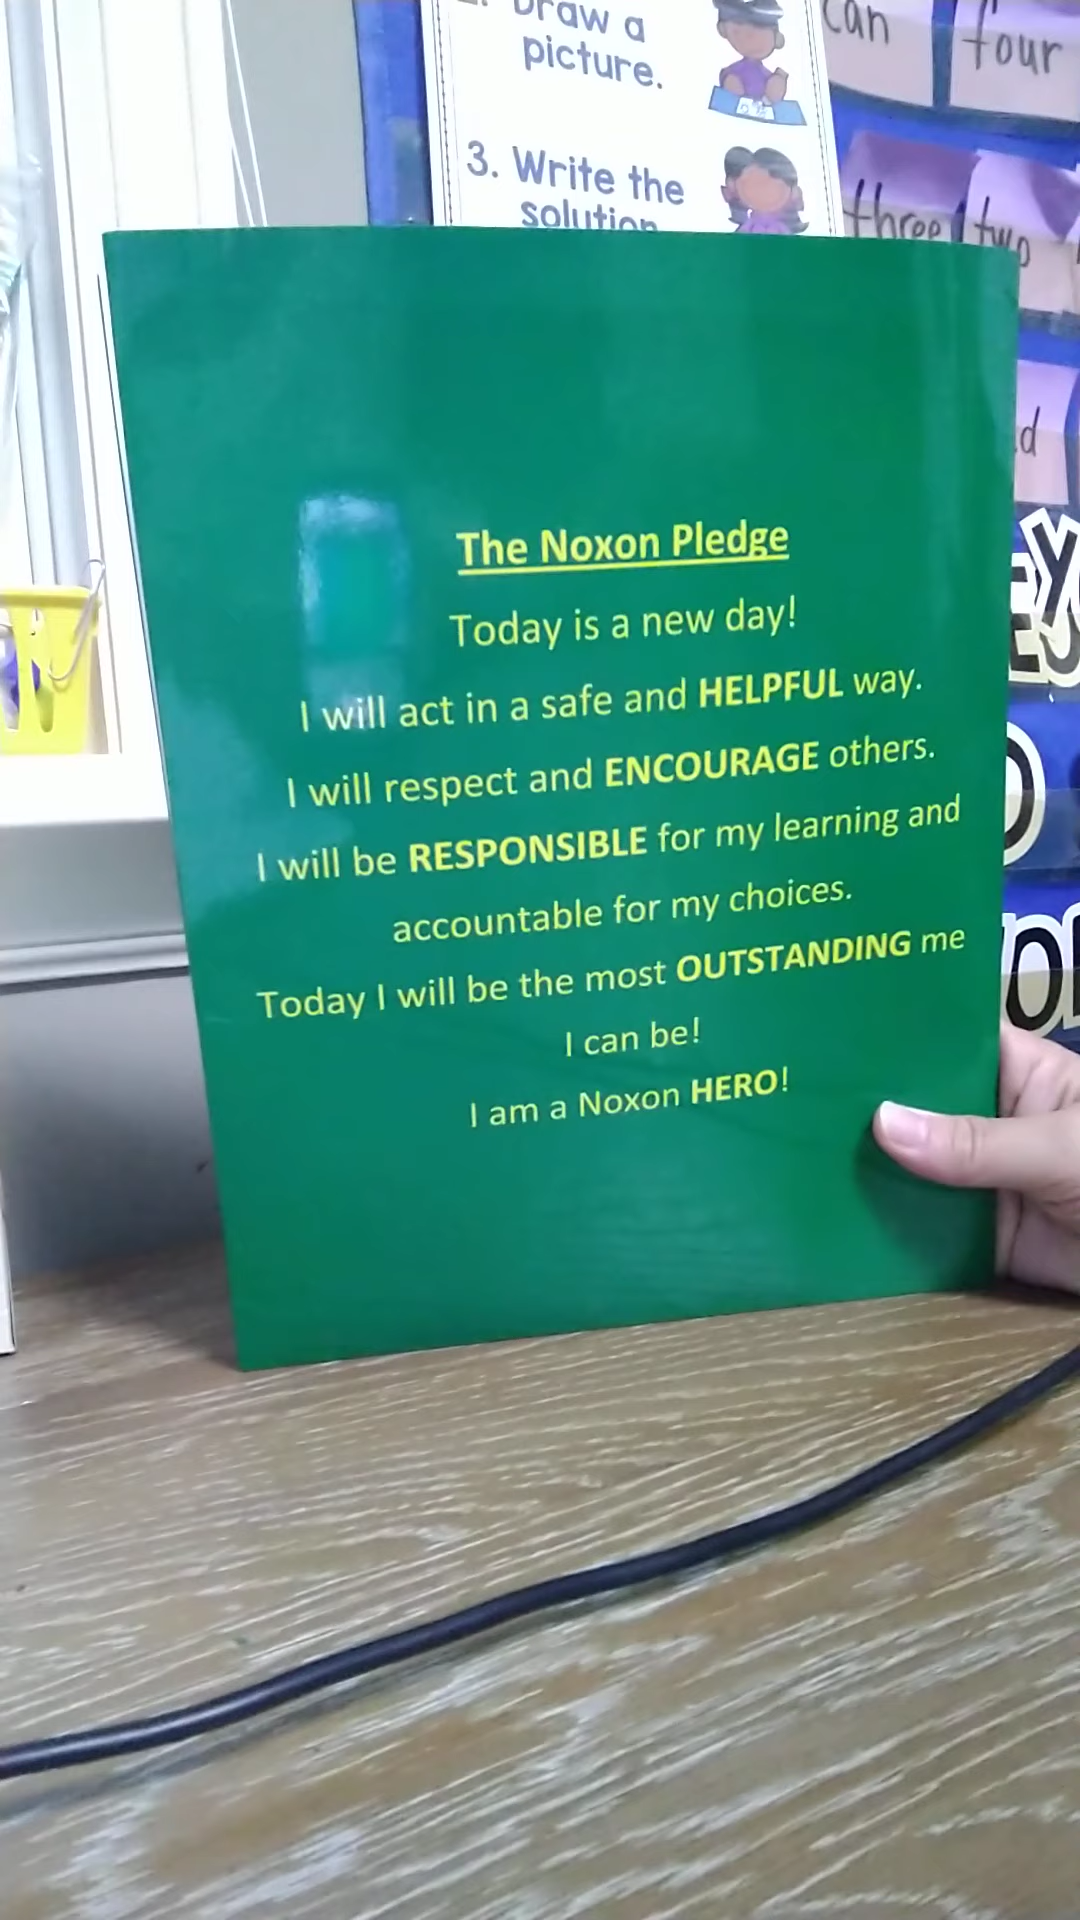 Draw a
picture.
3. Write the
solution
can
four
three
two
The Noxon Pledge
Today is a new day!
I will act in a safe and HELPFUL way.
I will respect and ENCOURAGE others.
I will be RESPONSIBLE for my learning and
accountable for my choices.
Today I will be the most OUTSTANDING me
I can be!
I am a Noxon HERO!